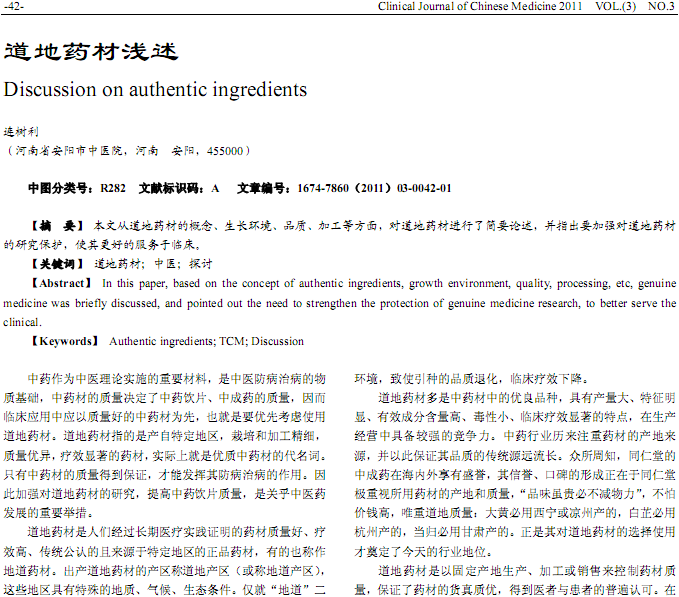 -42- Clinical Journal of Chinese Medicine 2011 VOL.(3) NO.3
道地药材浅述
Discussion on authentic ingredients
连树利
（河南省安阳市中医院，河南 安阳，455000）
中图分类号：R282 文献标识码：A 文章编号：1674-7860（2011）03-0042-01
【摘 要】 本文从道地药材的概念、生长环境、品质、加工等方面，对道地药材进行了简要论述，并指出要加强对道地药材
的研究保护，使其更好的服务于临床。
【关键词】 道地药材；中医；探讨
【Abstract】 In this paper, based on the concept of authentic ingredients, growth environment, quality, processing, etc, genuine
medicine was briefly discussed, and pointed out the need to strengthen the protection of genuine medicine research, to better serve the
clinical.
【Keywords】 Authentic ingredients; TCM; Discussion
中药作为中医理论实施的重要材料，是中医防病治病的物
质基础，中药材的质量决定了中药饮片、中成药的质量，因而
临床应用中应以质量好的中药材为先，也就是要优先考虑使用
道地药材。道地药材指的是产自特定地区，栽培和加工精细，
质量优异，疗效显著的药材，实际上就是优质中药材的代名词。
只有中药材的质量得到保证，才能发挥其防病治病的作用。因
此加强对道地药材的研究，提高中药饮片质量，是关乎中医药
发展的重要举措。
道地药材是人们经过长期医疗实践证明的药材质量好、疗
效高、传统公认的且来源于特定地区的正品药材，有的也称作
地道药材。出产道地药材的产区称道地产区（或称地道产区），
这些地区具有特殊的地质、气候、生态条件。仅就“地道”二
环境，致使引种的品质退化，临床疗效下降。
道地药材多是中药材中的优良品种，具有产量大、特征明
显、有效成分含量高、毒性小、临床疗效显著的特点，在生产
经营中具备较强的竞争力。中药行业历来注重药材的产地来
源，并以此保证其品质的传统源远流长。众所周知，同仁堂的
中成药在海内外享有盛誉，其信誉、口碑的形成正在于同仁堂
极重视所用药材的产地和质量，“品味虽贵必不减物力”，不怕
价钱高，唯重道地质量：大黄必用西宁或凉州产的，白芷必用
杭州产的，当归必用甘肃产的。正是其对道地药材的选择使用
才奠定了今天的行业地位。
道地药材是以固定产地生产、加工或销售来控制药材质
量，保证了药材的货真质优，得到医者与患者的普遍认可。在